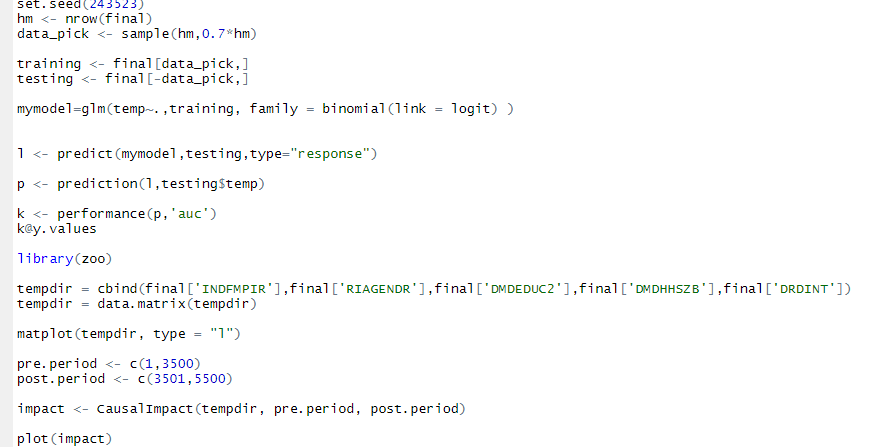 set.seed(243523)
hm <- nrow(final)
data_pick <- sample(hm,0.7*hm)
training <- final[data_pick,]
testing <- final[-data_pick,]
mymodel=glm(temp~.,training, family = binomial(link = logit) )
l <- predict(mymodel,testing,type="response")
p <- prediction(l,testing$temp)
k <- performance(p,'auc')
k@y.values
library(zoo)
tempdir = cbind(final['INDFMPIR'],final['RIAGENDR'],final['DMDEDUC2'],final['DMDHHSZB'],final['DRDINT'])
tempdir = data.matrix(tempdir)
matplot(tempdir, type = "l")
pre.period <- c(1,3500)
post.period <- c(3501,5500)
impact <- CausalImpact(tempdir, pre.period, post.period)
plot(impact)